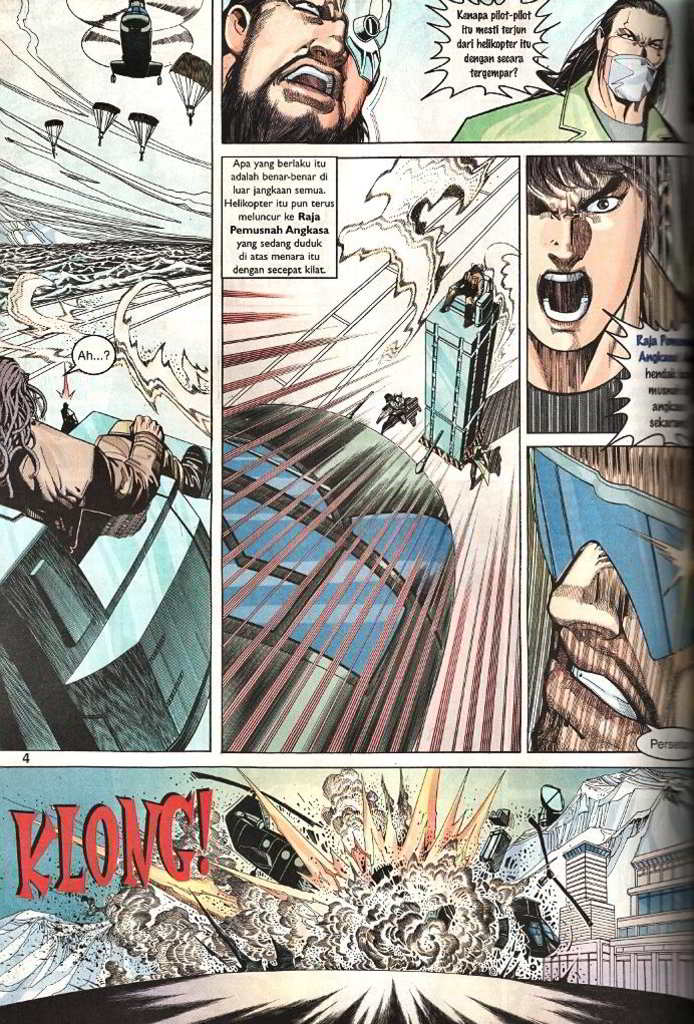 Kenapa pilot-pilot
itu mesti terjun
dari helikopter itu
dengan secara
tergempar?
Ah...?
Apa yang berlaku itu
adalah benar-benar di
luar jangkaan semua.
Helikopter itu pun terus
meluncur ke Raja
Pemusnah Angkasa
yang sedang duduk
di atas menara itu
dengan secepat kilat.
Raja
hendak
4
KLONG!